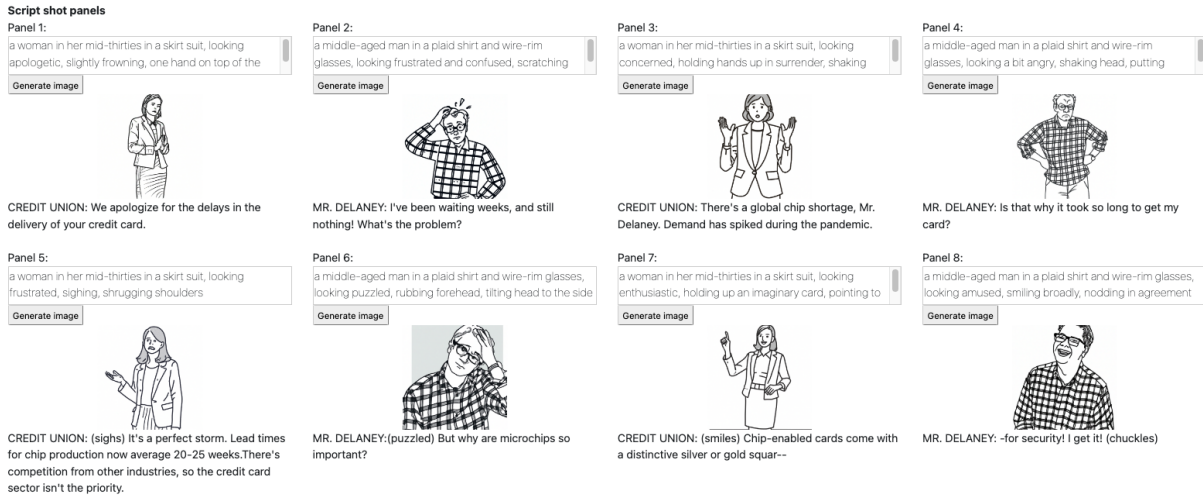 Script shot panels
Panel 1:
a woman in her mid-thirties in a skirt suit, looking
apologetic, slightly frowning, one hand on top of the
Generate image
CREDIT UNION: We apologize for the delays in the
delivery of your credit card.
Panel 2:
a middle-aged man in a plaid shirt and wire-rim
glasses, looking frustrated and confused, scratching
Generate image
MR. DELANEY: I've been waiting weeks, and still
nothing! What's the problem?
Panel 3:
a woman in her mid-thirties in a skirt suit, looking
concerned, holding hands up in surrender, shaking
Generate image
CREDIT UNION: There's a global chip shortage, Mr.
Delaney. Demand has spiked during the pandemic.
Panel 4:
a middle-aged man in a plaid shirt and wire-rim
glasses, looking a bit angry, shaking head, putting
Generate image
MR. DELANEY: Is that why it took so long to get my
card?
Panel 5:
a woman in her mid-thirties in a skirt suit, looking
frustrated, sighing, shrugging shoulders
Generate image
CREDIT UNION: (sighs) It's a perfect storm. Lead times
for chip production now average 20-25 weeks.There's
competition from other industries, so the credit card
sector isn't the priority.
Panel 6:
a middle-aged man in a plaid shirt and wire-rim glasses,
looking puzzled, rubbing forehead, tilting head to the side
Generate image
MR. DELANEY:(puzzled) But why are microchips so
important?
Panel 7:
a woman in her mid-thirties in a skirt suit, looking
enthusiastic, holding up an imaginary card, pointing to
Generate image
CREDIT UNION: (smiles) Chip-enabled cards come with
a distinctive silver or gold squar--
Panel 8:
a middle-aged man in a plaid shirt and wire-rim glasses,
looking amused, smiling broadly, nodding in agreement
Generate image
MR. DELANEY: -for security! I get it! (chuckles)